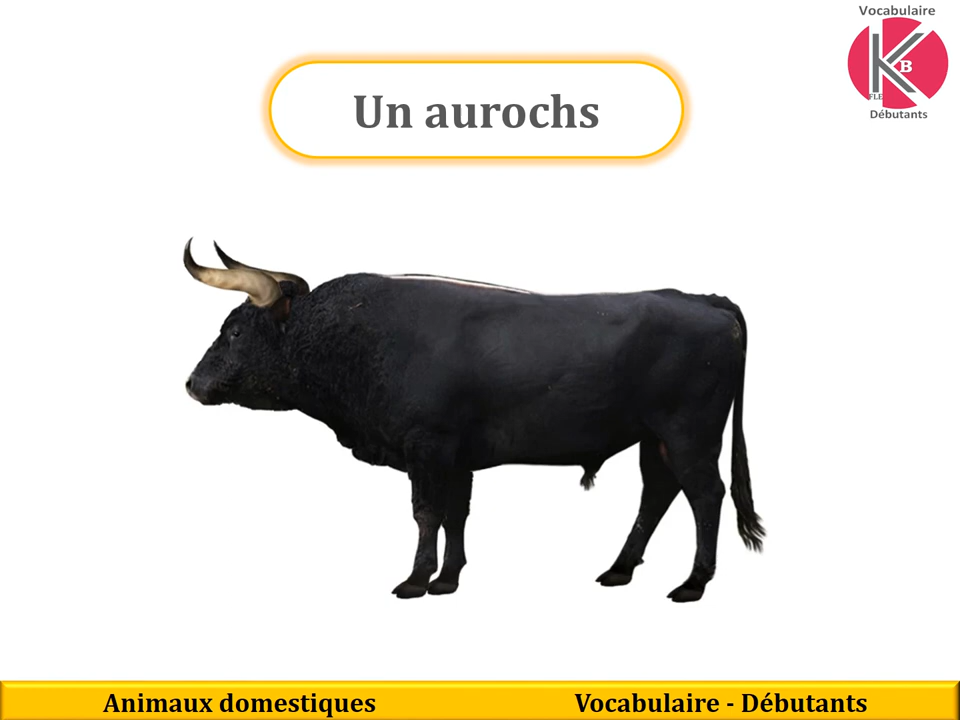 Vocabulaire
K B
FLE
Débutants
Un aurochs
Animaux domestiques
Vocabulaire - Débutants